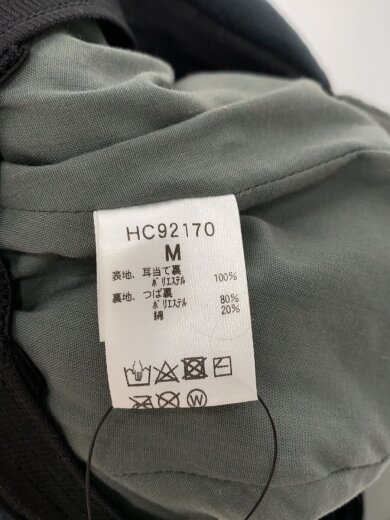 HC92170
M
表地、耳当て裏
ポリエステル 100%
裏地、つば裏
ポリエステル 80%
綿 20%
W